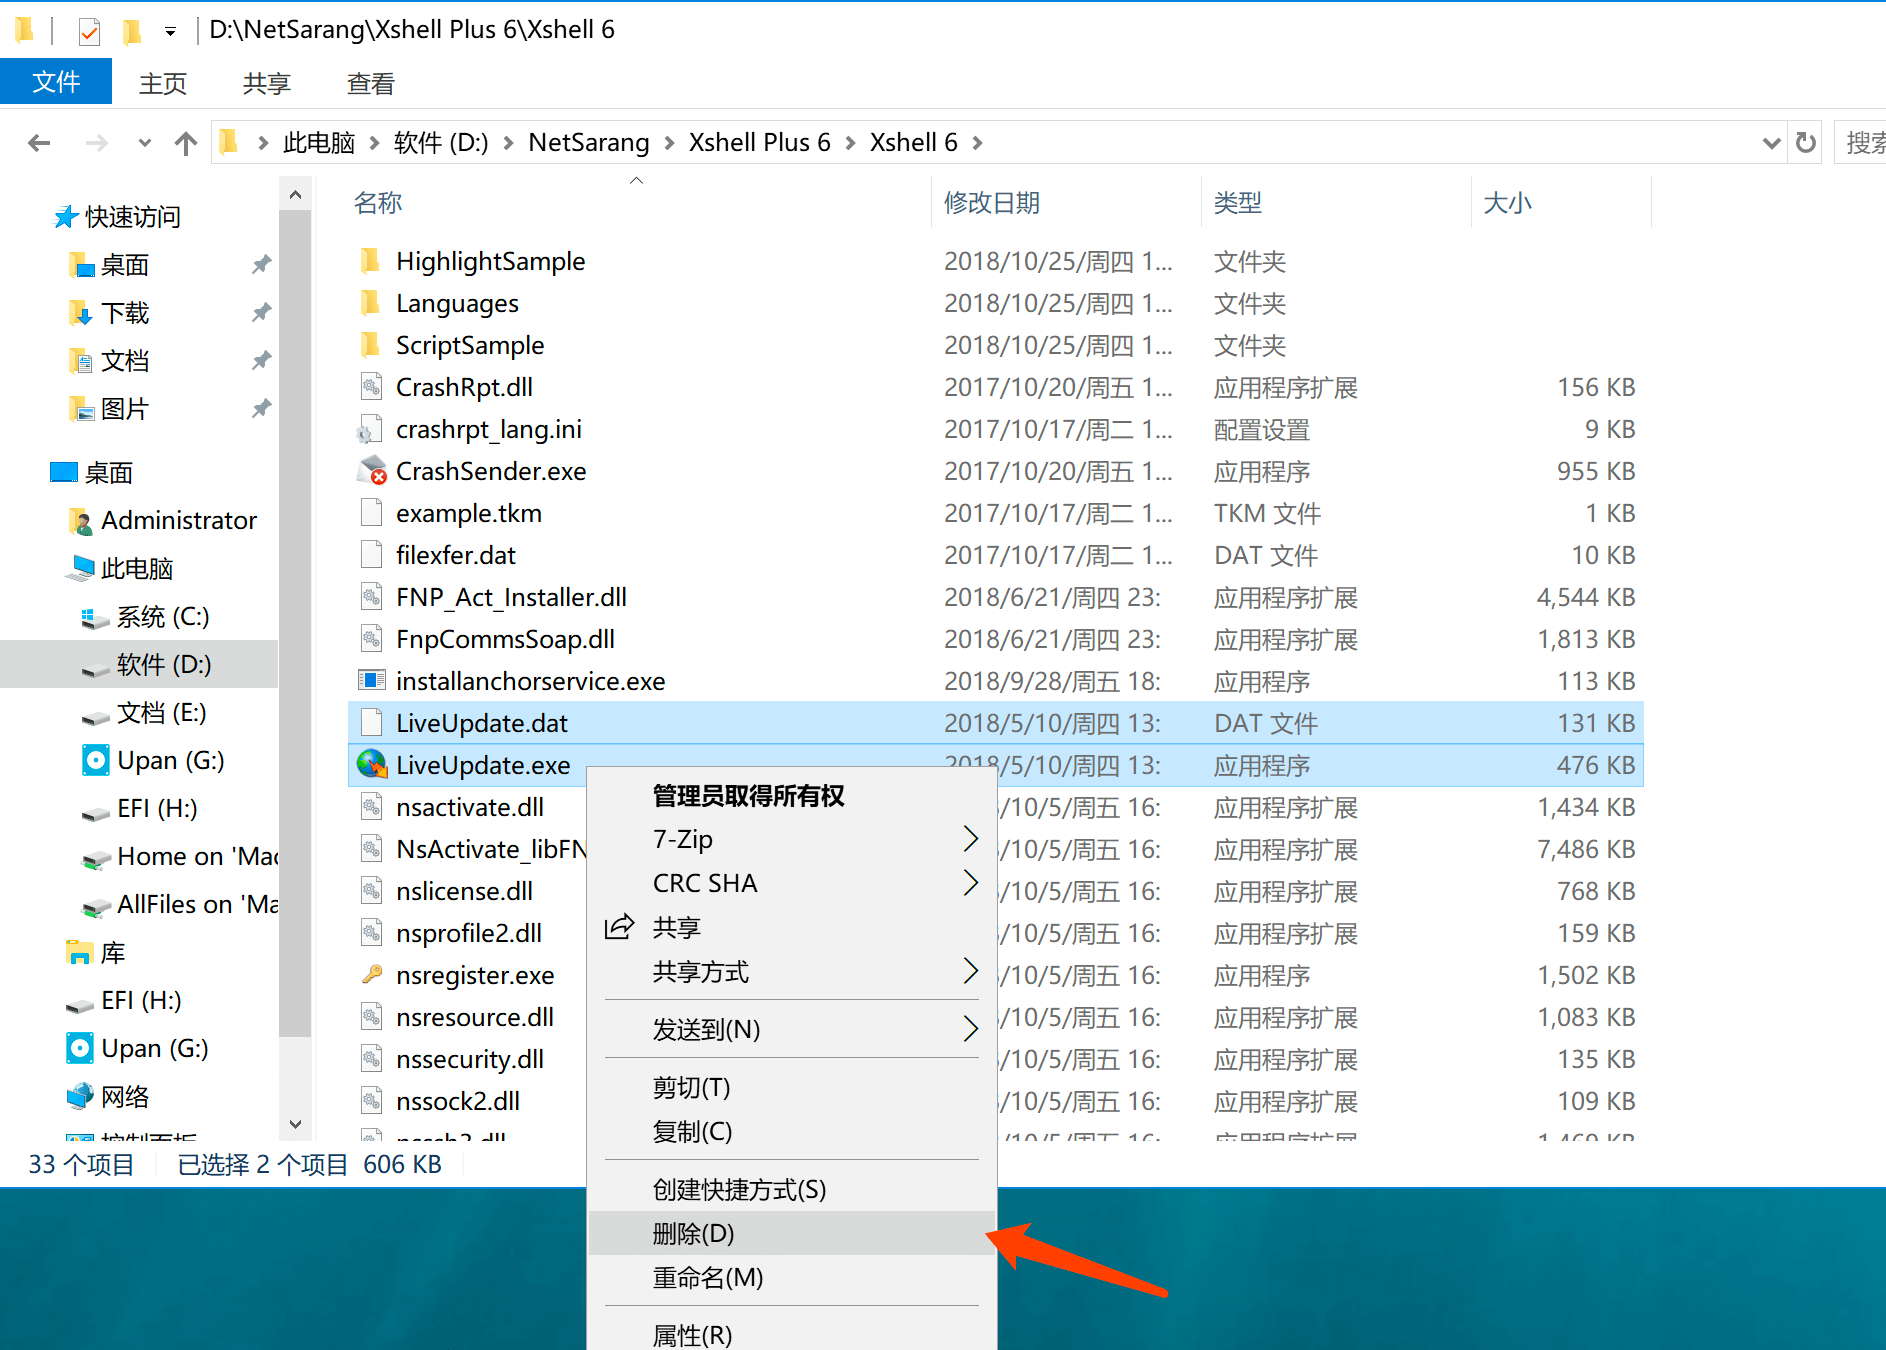 D:\NetSarang\Xshell Plus 6\Xshell 6
文件 主页 共享 查看
此电脑 软件 (D:) NetSarang Xshell Plus 6 Xshell 6 搜索
名称 修改日期 类型 大小
快速访问
桌面
下载
文档
图片
桌面
Administrator
此电脑
系统 (C:)
软件 (D:)
文档 (E:)
Upan (G:)
EFI (H:)
Home on 'Mac
AllFiles on 'Ma
库
EFI (H:)
Upan (G:)
网络
控制面板
HighlightSample 2018/10/25/周四 1... 文件夹
Languages 2018/10/25/周四 1... 文件夹
ScriptSample 2018/10/25/周四 1... 文件夹
CrashRpt.dll 2017/10/20/周五 1... 应用程序扩展 156 KB
crashrpt_lang.ini 2017/10/17/周二 1... 配置设置 9 KB
CrashSender.exe 2017/10/20/周五 1... 应用程序 955 KB
example.tkm 2017/10/17/周二 1... TKM 文件 1 KB
filexfer.dat 2017/10/17/周二 1... DAT 文件 10 KB
FNP_Act_Installer.dll 2018/6/21/周四 23: 应用程序扩展 4,544 KB
FnpCommsSoap.dll 2018/6/21/周四 23: 应用程序扩展 1,813 KB
installanchorservice.exe 2018/9/28/周五 18: 应用程序 113 KB
LiveUpdate.dat 2018/5/10/周四 13: DAT 文件 131 KB
LiveUpdate.exe 2018/5/10/周四 13: 应用程序 476 KB
nsactivate.dll /10/5/周五 16: 应用程序扩展 1,434 KB
NsActivate_libFN /10/5/周五 16: 应用程序扩展 7,486 KB
nslicense.dll /10/5/周五 16: 应用程序扩展 768 KB
nsprofile2.dll /10/5/周五 16: 应用程序扩展 159 KB
nsregister.exe /10/5/周五 16: 应用程序 1,502 KB
nsresource.dll /10/5/周五 16: 应用程序扩展 1,083 KB
nssecurity.dll /10/5/周五 16: 应用程序扩展 135 KB
nssock2.dll /10/5/周五 16: 应用程序扩展 109 KB
/10/5/周五 16: 应用程序扩展
管理员取得所有权
7-Zip
CRC SHA
共享
共享方式
发送到(N)
剪切(T)
复制(C)
创建快捷方式(S)
删除(D)
重命名(M)
属性(R)
33 个项目 已选择 2 个项目 606 KB